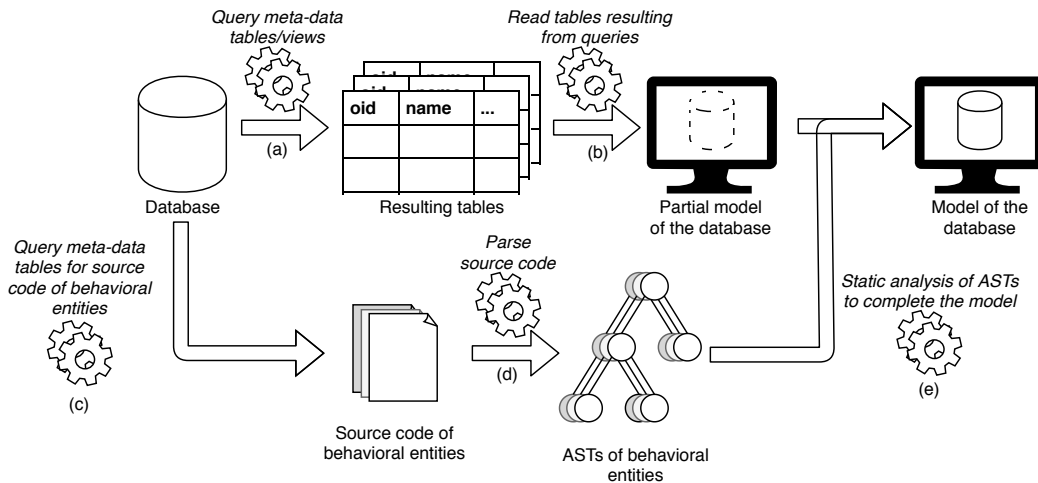 Query meta-data
tables/views
(a)
Read tables resulting
from queries
(b)
oid name
oid name ...
Database
Resulting tables
Partial model
of the database
Model of the
database
Query meta-data
tables for source
code of behavioral
entities
(c)
Parse
source code
(d)
Static analysis of ASTs
to complete the model
(e)
Source code of
behavioral entities
ASTs of behavioral
entities